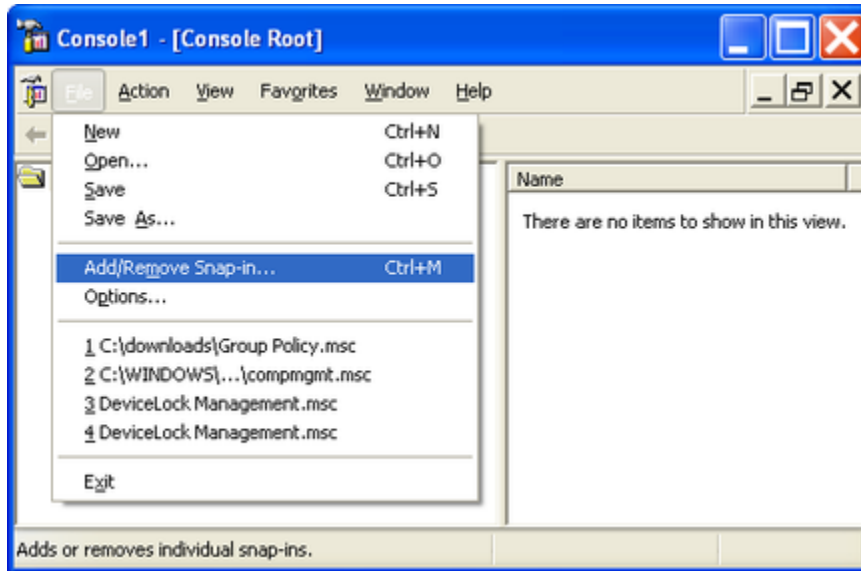 Console1 - [Console Root]
File Action View Favorites Window Help
New Ctrl+N
Open... Ctrl+O
Save Ctrl+S
Save As...
Add/Remove Snap-in... Ctrl+M
Options...
1 C:\downloads\Group Policy.msc
2 C:\WINDOWS\...\compmgmt.msc
3 DeviceLock Management.msc
4 DeviceLock Management.msc
Exit
Name
There are no items to show in this view.
Adds or removes individual snap-ins.